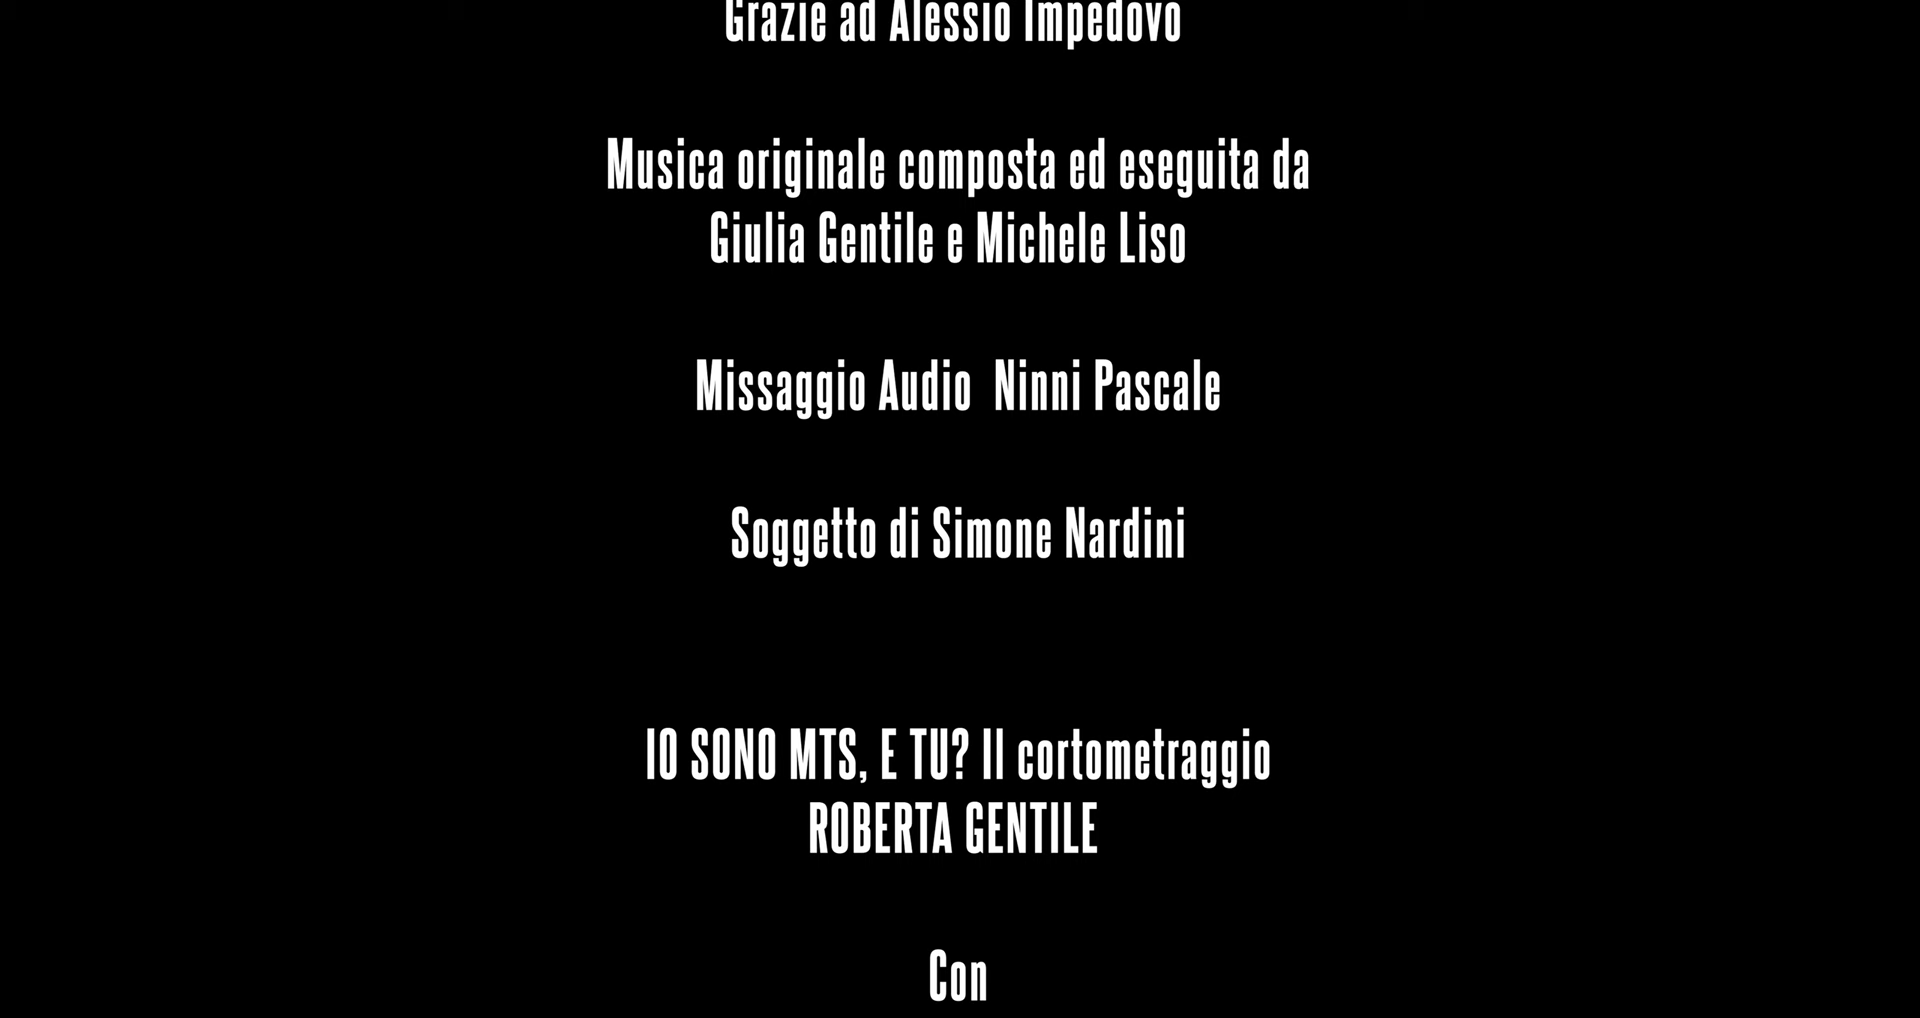 Grazie ad Alessio Impedovo
Musica originale composta ed eseguita da
Giulia Gentile e Michele Liso
Missaggio Audio  Ninni Pascale
Soggetto di Simone Nardini
IO SONO MTS, E TU? Il cortometraggio
ROBERTA GENTILE
Con